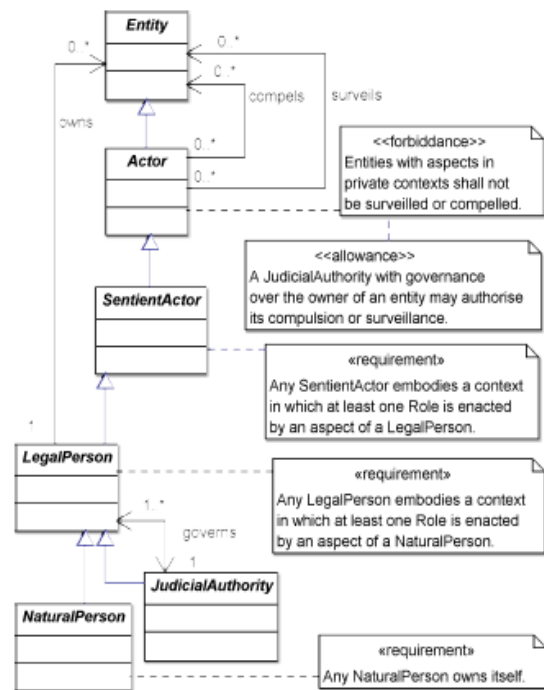 Entity
0..*
0..*
0..*
compels
surveils
owns
Actor
0..*
0..*
<<forbiddance>>
Entities with aspects in
private contexts shall not
be surveilled or compelled.
<<allowance>>
A JudicialAuthority with governance
over the owner of an entity may authorise
its compulsion or surveillance.
SentientActor
«requirement»
Any SentientActor embodies a context
in which at least one Role is enacted
by an aspect of a LegalPerson.
1
LegalPerson
«requirement»
Any LegalPerson embodies a context
in which at least one Role is enacted
by an aspect of a NaturalPerson.
1..*
governs
1
JudicialAuthority
NaturalPerson
«requirement»
Any NaturalPerson owns itself.